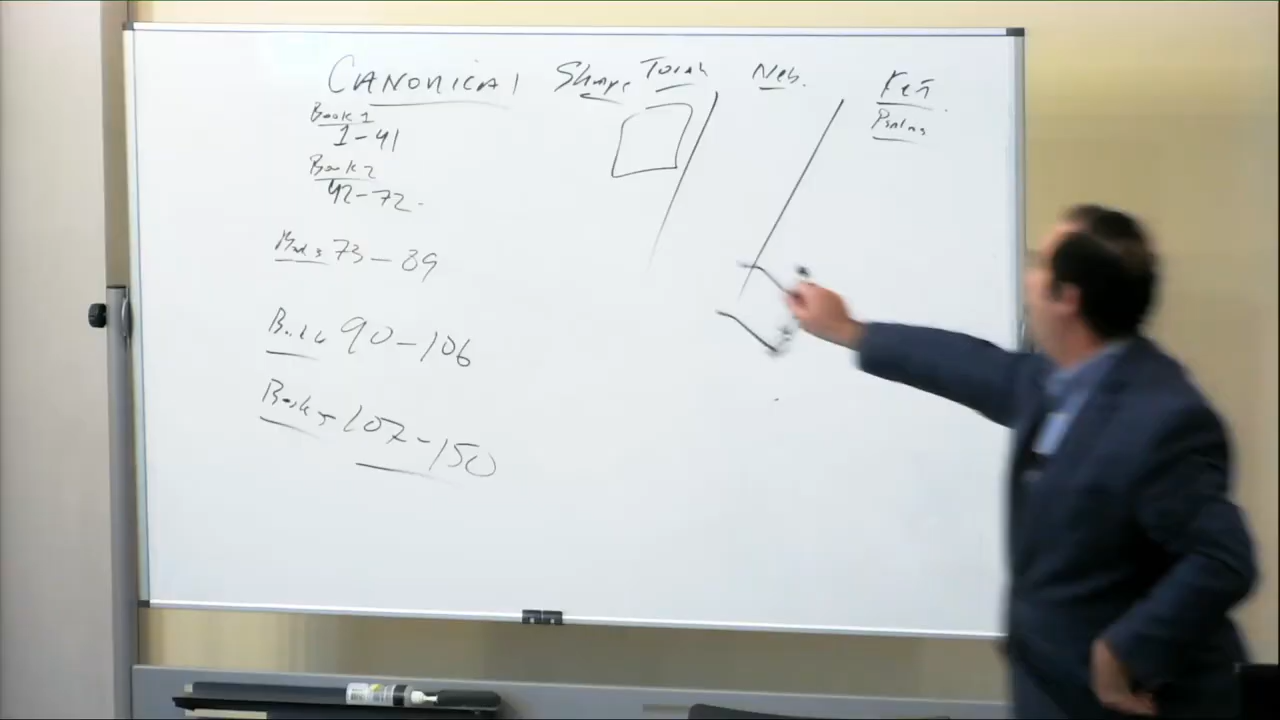 CANONICAL Shape Torah Neb. Ket.
Psalms
Book 1
1-41
Book 2
42-72.
Book 3 73-89
Book 4 90-106
Book 5 107-150